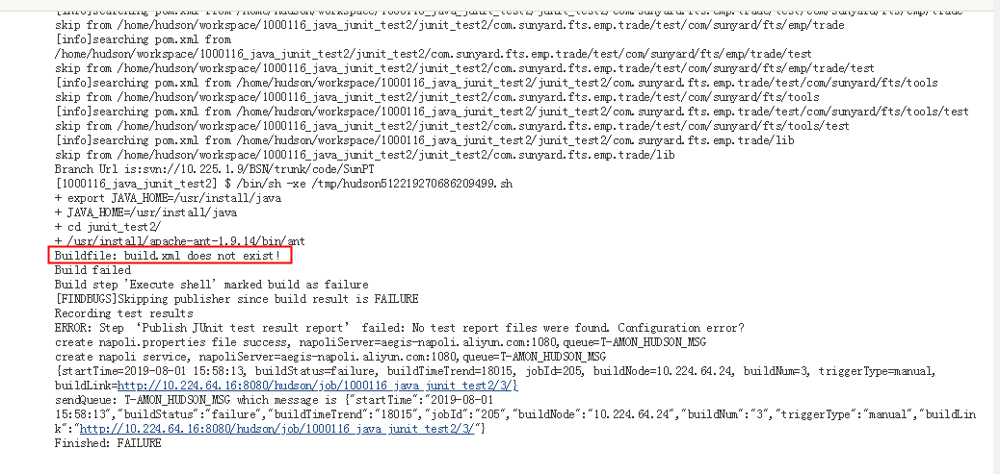 [info]searching pom.xml from /home/hudson/workspace/1000116_java_junit_test2/junit_test2/com.sunyard.fts.emp.trade/test/com/sunyard/fts/emp/trade
skip from /home/hudson/workspace/1000116_java_junit_test2/junit_test2/com.sunyard.fts.emp.trade/test/com/sunyard/fts/emp/trade
[info]searching pom.xml from
/home/hudson/workspace/1000116_java_junit_test2/junit_test2/com.sunyard.fts.emp.trade/test/com/sunyard/fts/emp/trade/test
skip from /home/hudson/workspace/1000116_java_junit_test2/junit_test2/com.sunyard.fts.emp.trade/test/com/sunyard/fts/emp/trade/test
[info]searching pom.xml from /home/hudson/workspace/1000116_java_junit_test2/junit_test2/com.sunyard.fts.emp.trade/test/com/sunyard/fts/tools
skip from /home/hudson/workspace/1000116_java_junit_test2/junit_test2/com.sunyard.fts.emp.trade/test/com/sunyard/fts/tools
[info]searching pom.xml from /home/hudson/workspace/1000116_java_junit_test2/junit_test2/com.sunyard.fts.emp.trade/test/com/sunyard/fts/tools/test
skip from /home/hudson/workspace/1000116_java_junit_test2/junit_test2/com.sunyard.fts.emp.trade/test/com/sunyard/fts/tools/test
[info]searching pom.xml from /home/hudson/workspace/1000116_java_junit_test2/junit_test2/com.sunyard.fts.emp.trade/lib
skip from /home/hudson/workspace/1000116_java_junit_test2/junit_test2/com.sunyard.fts.emp.trade/lib
Branch Url is:svn://10.225.1.9/BSN/trunk/code/SunPT
[1000116_java_junit_test2] $ /bin/sh -xe /tmp/hudson512219270686209499.sh
+ export JAVA_HOME=/usr/install/java
+ JAVA_HOME=/usr/install/java
+ cd junit_test2/
+ /usr/install/apache-ant-1.9.14/bin/ant
Buildfile: build.xml does not exist!
Build failed
Build step 'Execute shell' marked build as failure
[FINDBUGS]Skipping publisher since build result is FAILURE
Recording test results
ERROR: Step ‘Publish JUnit test result report’ failed: No test report files were found. Configuration error?
create napoli.properties file success, napoliServer=aegis-napoli.aliyun.com:1080,queue=T-AMON_HUDSON_MSG
create napoli service, napoliServer=aegis-napoli.aliyun.com:1080,queue=T-AMON_HUDSON_MSG
{startTime=2019-08-01 15:58:13, buildStatus=failure, buildTimeTrend=18015, jobId=205, buildNode=10.224.64.24, buildNum=3, triggerType=manual,
buildLink=http://10.224.64.16:8080/hudson/job/1000116_java_junit_test2/3/}
sendQueue: T-AMON_HUDSON_MSG which message is {"startTime":"2019-08-01
15:58:13","buildStatus":"failure","buildTimeTrend":"18015","jobId":"205","buildNode":"10.224.64.24","buildNum":"3","triggerType":"manual","buildLin
k":"http://10.224.64.16:8080/hudson/job/1000116_java_junit_test2/3/"}
Finished: FAILURE